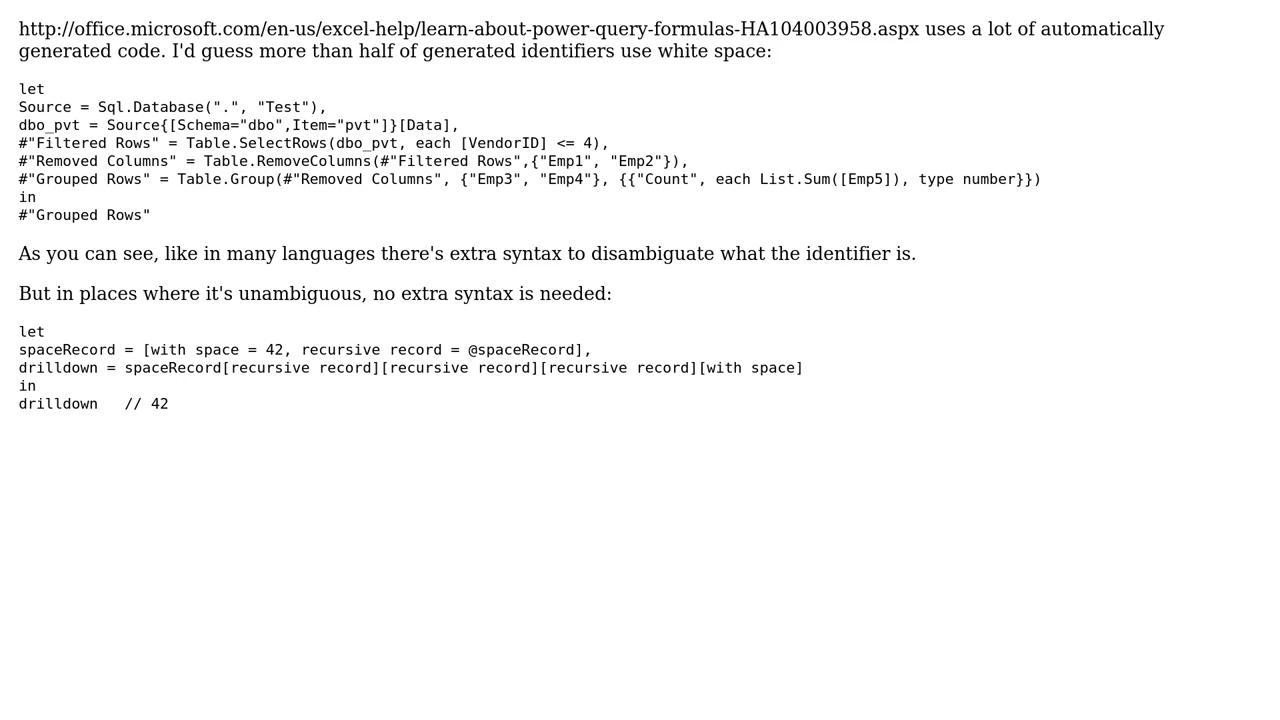 http://office.microsoft.com/en-us/excel-help/learn-about-power-query-formulas-HA104003958.aspx uses a lot of automatically
generated code. I'd guess more than half of generated identifiers use white space:
let
Source = Sql.Database(".", "Test"),
dbo_pvt = Source{[Schema="dbo",Item="pvt"]}[Data],
#"Filtered Rows" = Table.SelectRows(dbo_pvt, each [VendorID] <= 4),
#"Removed Columns" = Table.RemoveColumns(#"Filtered Rows",{"Emp1", "Emp2"}),
#"Grouped Rows" = Table.Group(#"Removed Columns", {"Emp3", "Emp4"}, {{"Count", each List.Sum([Emp5]), type number}})
in
#"Grouped Rows"
As you can see, like in many languages there's extra syntax to disambiguate what the identifier is.
But in places where it's unambiguous, no extra syntax is needed:
let
spaceRecord = [with space = 42, recursive record = @spaceRecord],
drilldown = spaceRecord[recursive record][recursive record][recursive record][with space]
in
drilldown   // 42